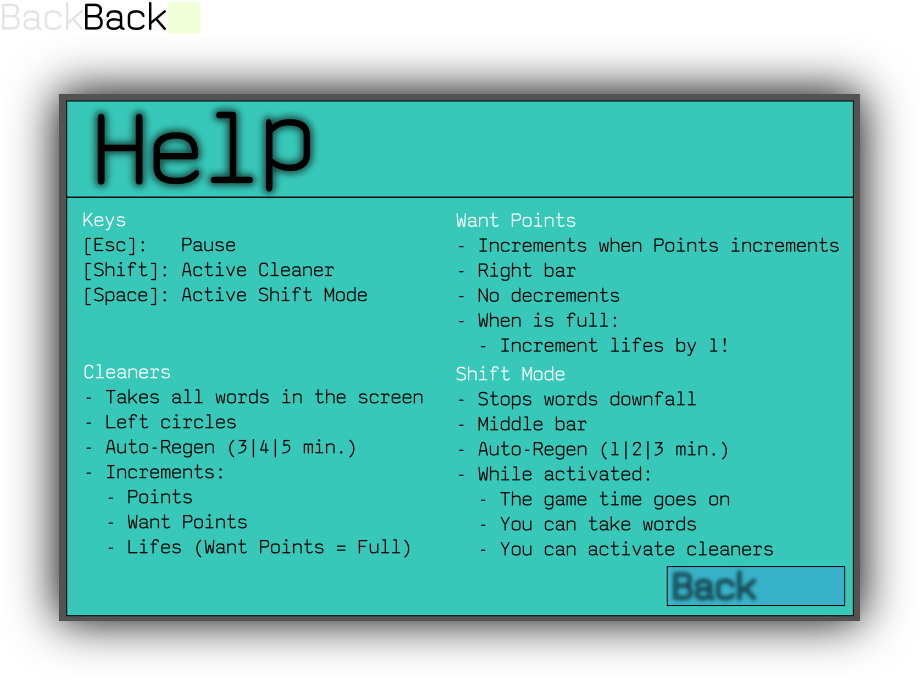 BackBack
Help
Keys
[Esc]: Pause
[Shift]: Active Cleaner
[Space]: Active Shift Mode
Cleaners
- Takes all words in the screen
- Left circles
- Auto-Regen (3|4|5 min.)
- Increments:
- Points
- Want Points
- Lifes (Want Points = Full)
Want Points
- Increments when Points increments
- Right bar
- No decrements
- When is full:
- Increment lifes by 1!
Shift Mode
- Stops words downfall
- Middle bar
- Auto-Regen (1|2|3 min.)
- While activated:
- The game time goes on
- You can take words
- You can activate cleaners
Back